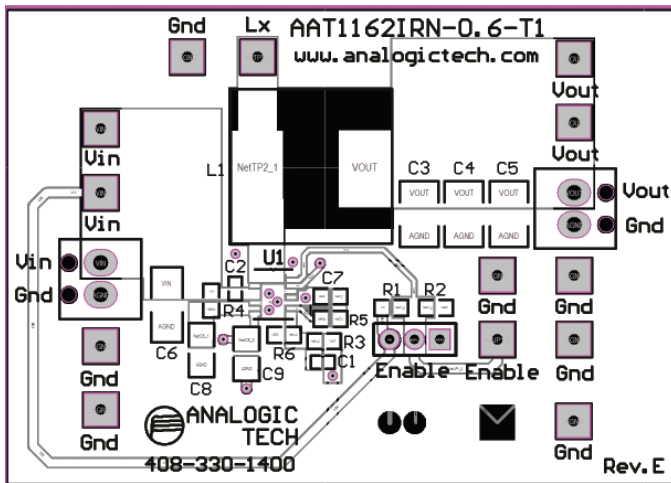 Gnd Lx AAT1162IRN-0.6-T1
www.analogictech.com
Vout
Vin
Vout
L1 NetTP2_1 VOUT C3 C4 C5
VOUT VOUT VOUT
Vin
Vout
AGND AGND AGND
Gnd
U1
Vin
C2 C7
VIN
R1 R2
Gnd
R4
Gnd Gnd
AGND
R5
C6
R6 R3
C1
Gnd
C8 C9
Enable Enable
Gnd
Gnd
ANALOGIC
TECH
408-330-1400
Gnd
Rev.E